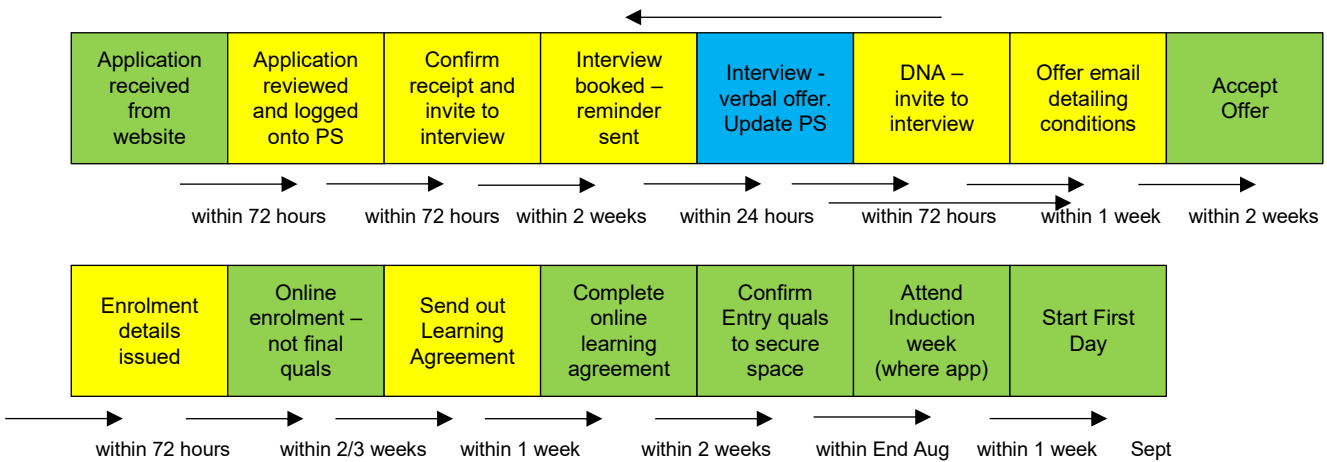 Application
received
from
website
Application
reviewed
and logged
onto PS
Confirm
receipt and
invite to
interview
Interview
booked –
reminder
sent
Interview -
verbal offer.
Update PS
DNA –
invite to
interview
Offer email
detailing
conditions
Accept
Offer
within 72 hours
within 72 hours
within 2 weeks
within 24 hours
within 72 hours
within 1 week
within 2 weeks
Enrolment
details
issued
Online
enrolment –
not final
quals
Send out
Learning
Agreement
Complete
online
learning
agreement
Confirm
Entry quals
to secure
space
Attend
Induction
week
(where app)
Start First
Day
within 72 hours
within 2/3 weeks
within 1 week
within 2 weeks
within End Aug
within 1 week
Sept